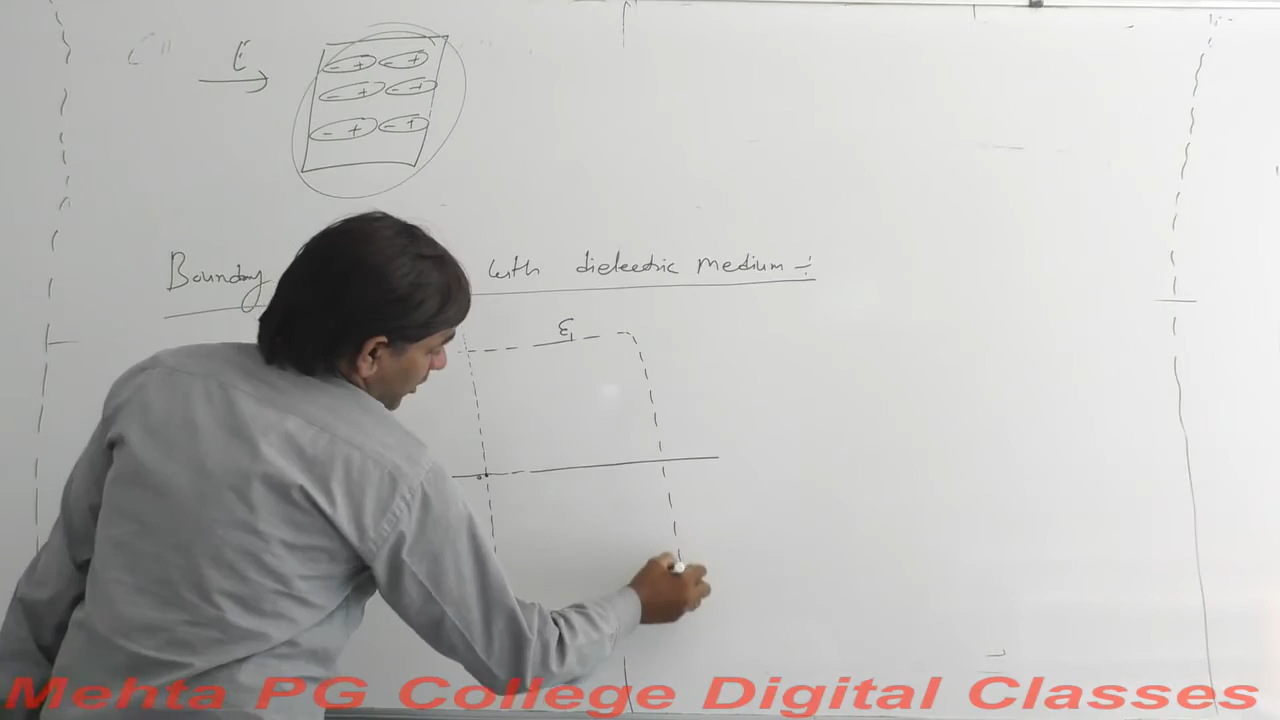 E
- + - +
- + - +
- + - +
Boundary with dielectric medium :-
ε₁
Mehta PG College Digital Classes